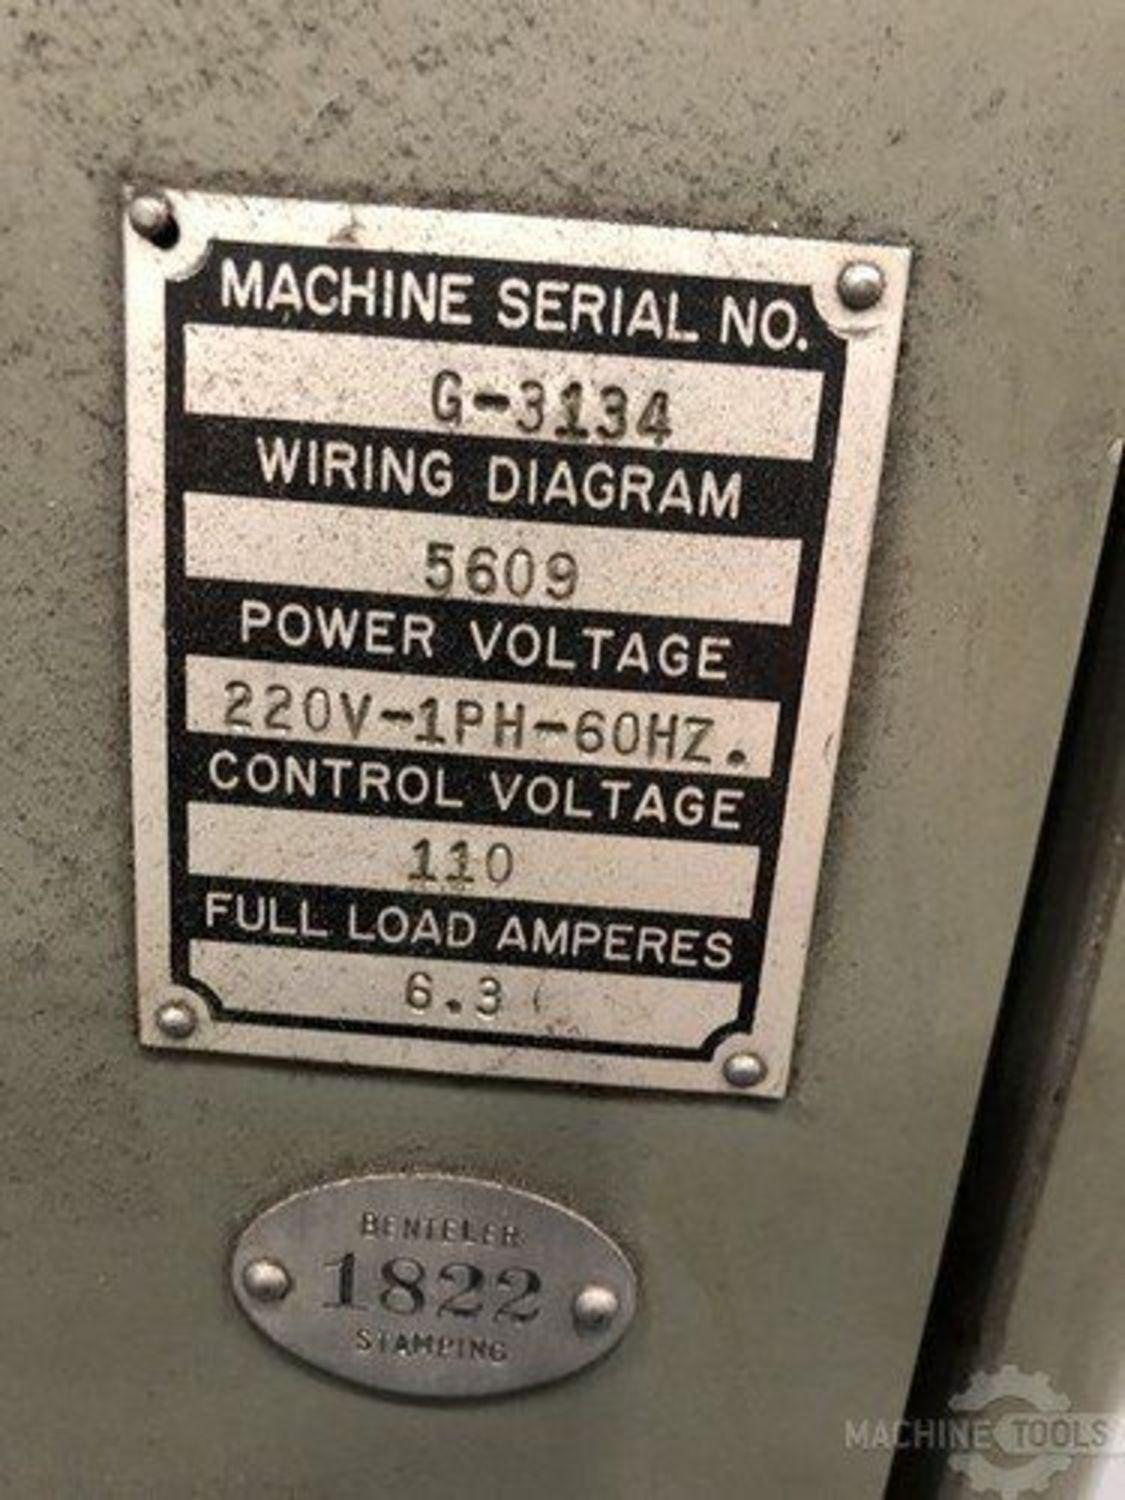 MACHINE SERIAL NO.
G-3134
WIRING DIAGRAM
5609
POWER VOLTAGE
220V-1PH-60HZ.
CONTROL VOLTAGE
110
FULL LOAD AMPERES
6.3
BENTELER
1822
STAMPING
MACHINE TOOLS